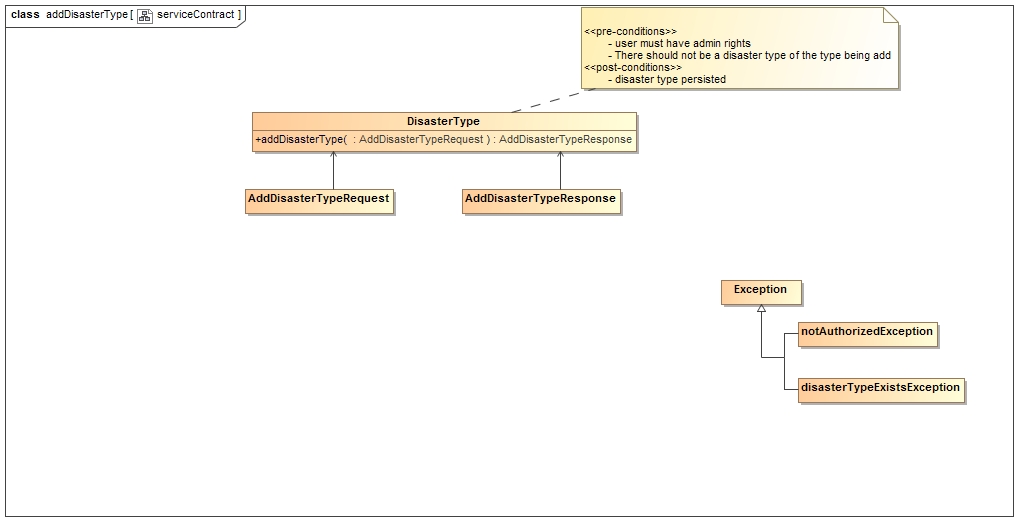 class addDisasterType [ serviceContract ]
<<pre-conditions>>
- user must have admin rights
- There should not be a disaster type of the type being add
<<post-conditions>>
- disaster type persisted
DisasterType
+addDisasterType( : AddDisasterTypeRequest ) : AddDisasterTypeResponse
AddDisasterTypeRequest
AddDisasterTypeResponse
Exception
notAuthorizedException
disasterTypeExistsException